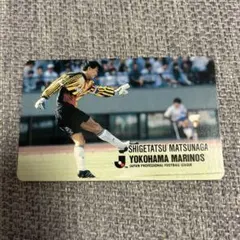 SHIGETATSU MATSUNAGA
YOKOHAMA MARINOS
JAPAN PROFESSIONAL FOOTBALL LEAGUE